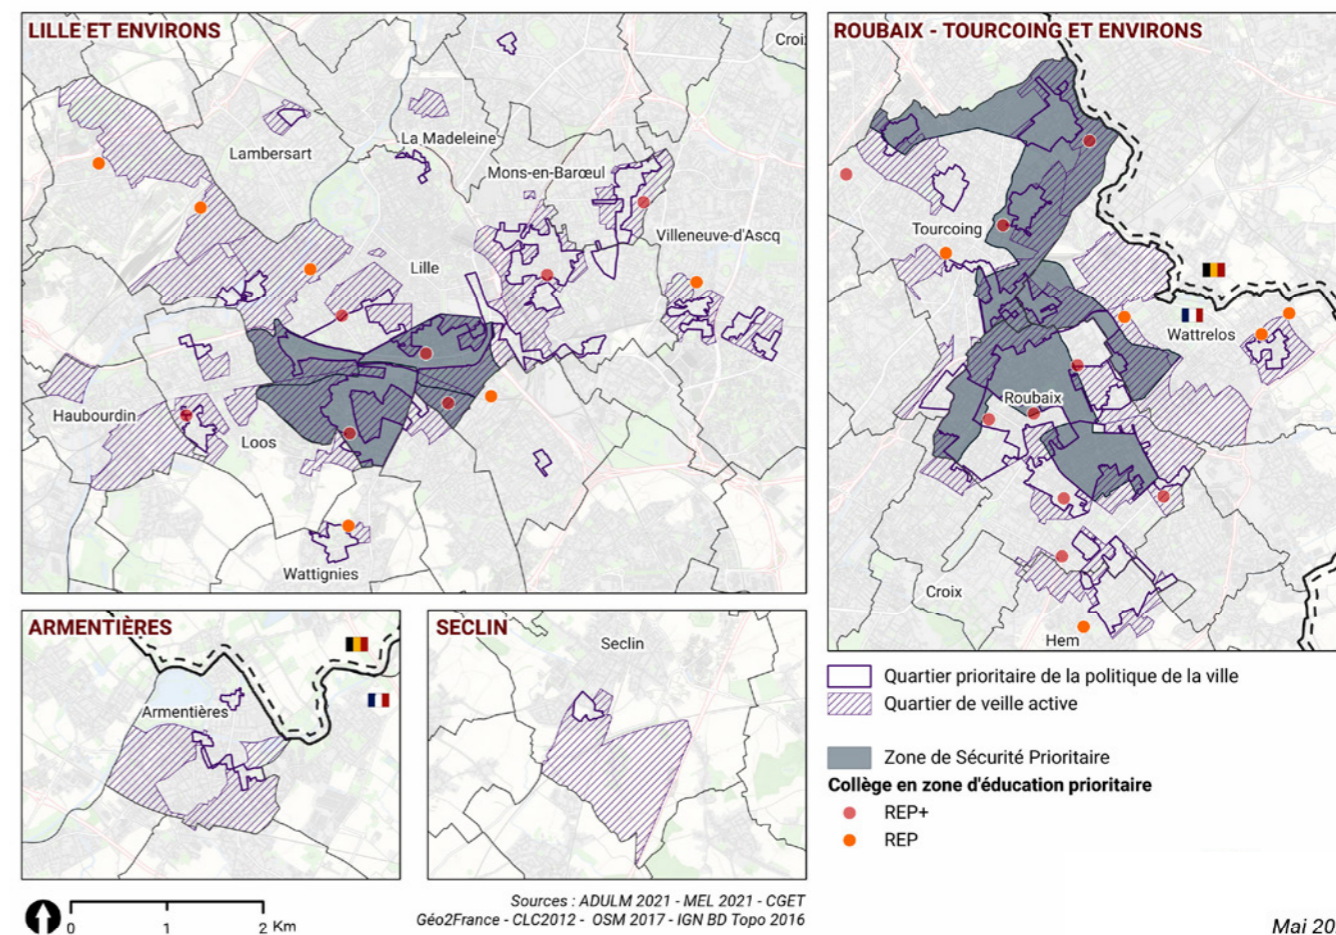 LILLE ET ENVIRONS
Croi
La Madeleine
Lambersart
Mons-en-Barœul
Villeneuve-d'Ascq
Lille
Haubourdin
Loos
Wattignies
ROUBAIX - TOURCOING ET ENVIRONS
Tourcoing
Wattrelos
Roubaix
Croix
Hem
ARMENTIÈRES
Armentières
SECLIN
Seclin
Quartier prioritaire de la politique de la ville
Quartier de veille active
Zone de Sécurité Prioritaire
Collège en zone d'éducation prioritaire
REP+
REP
0 1 2 Km
Sources : ADULM 2021 - MEL 2021 - CGET
Géo2France - CLC2012 - OSM 2017 - IGN BD Topo 2016
Mai 20